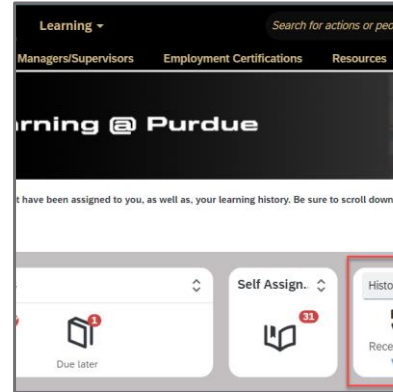 Learning
Search for actions or peo
Managers/Supervisors Employment Certifications Resources
rning @ Purdue
t have been assigned to you, as well as, your learning history. Be sure to scroll down
Self Assign.. Histo
1
31
Due later
Rece